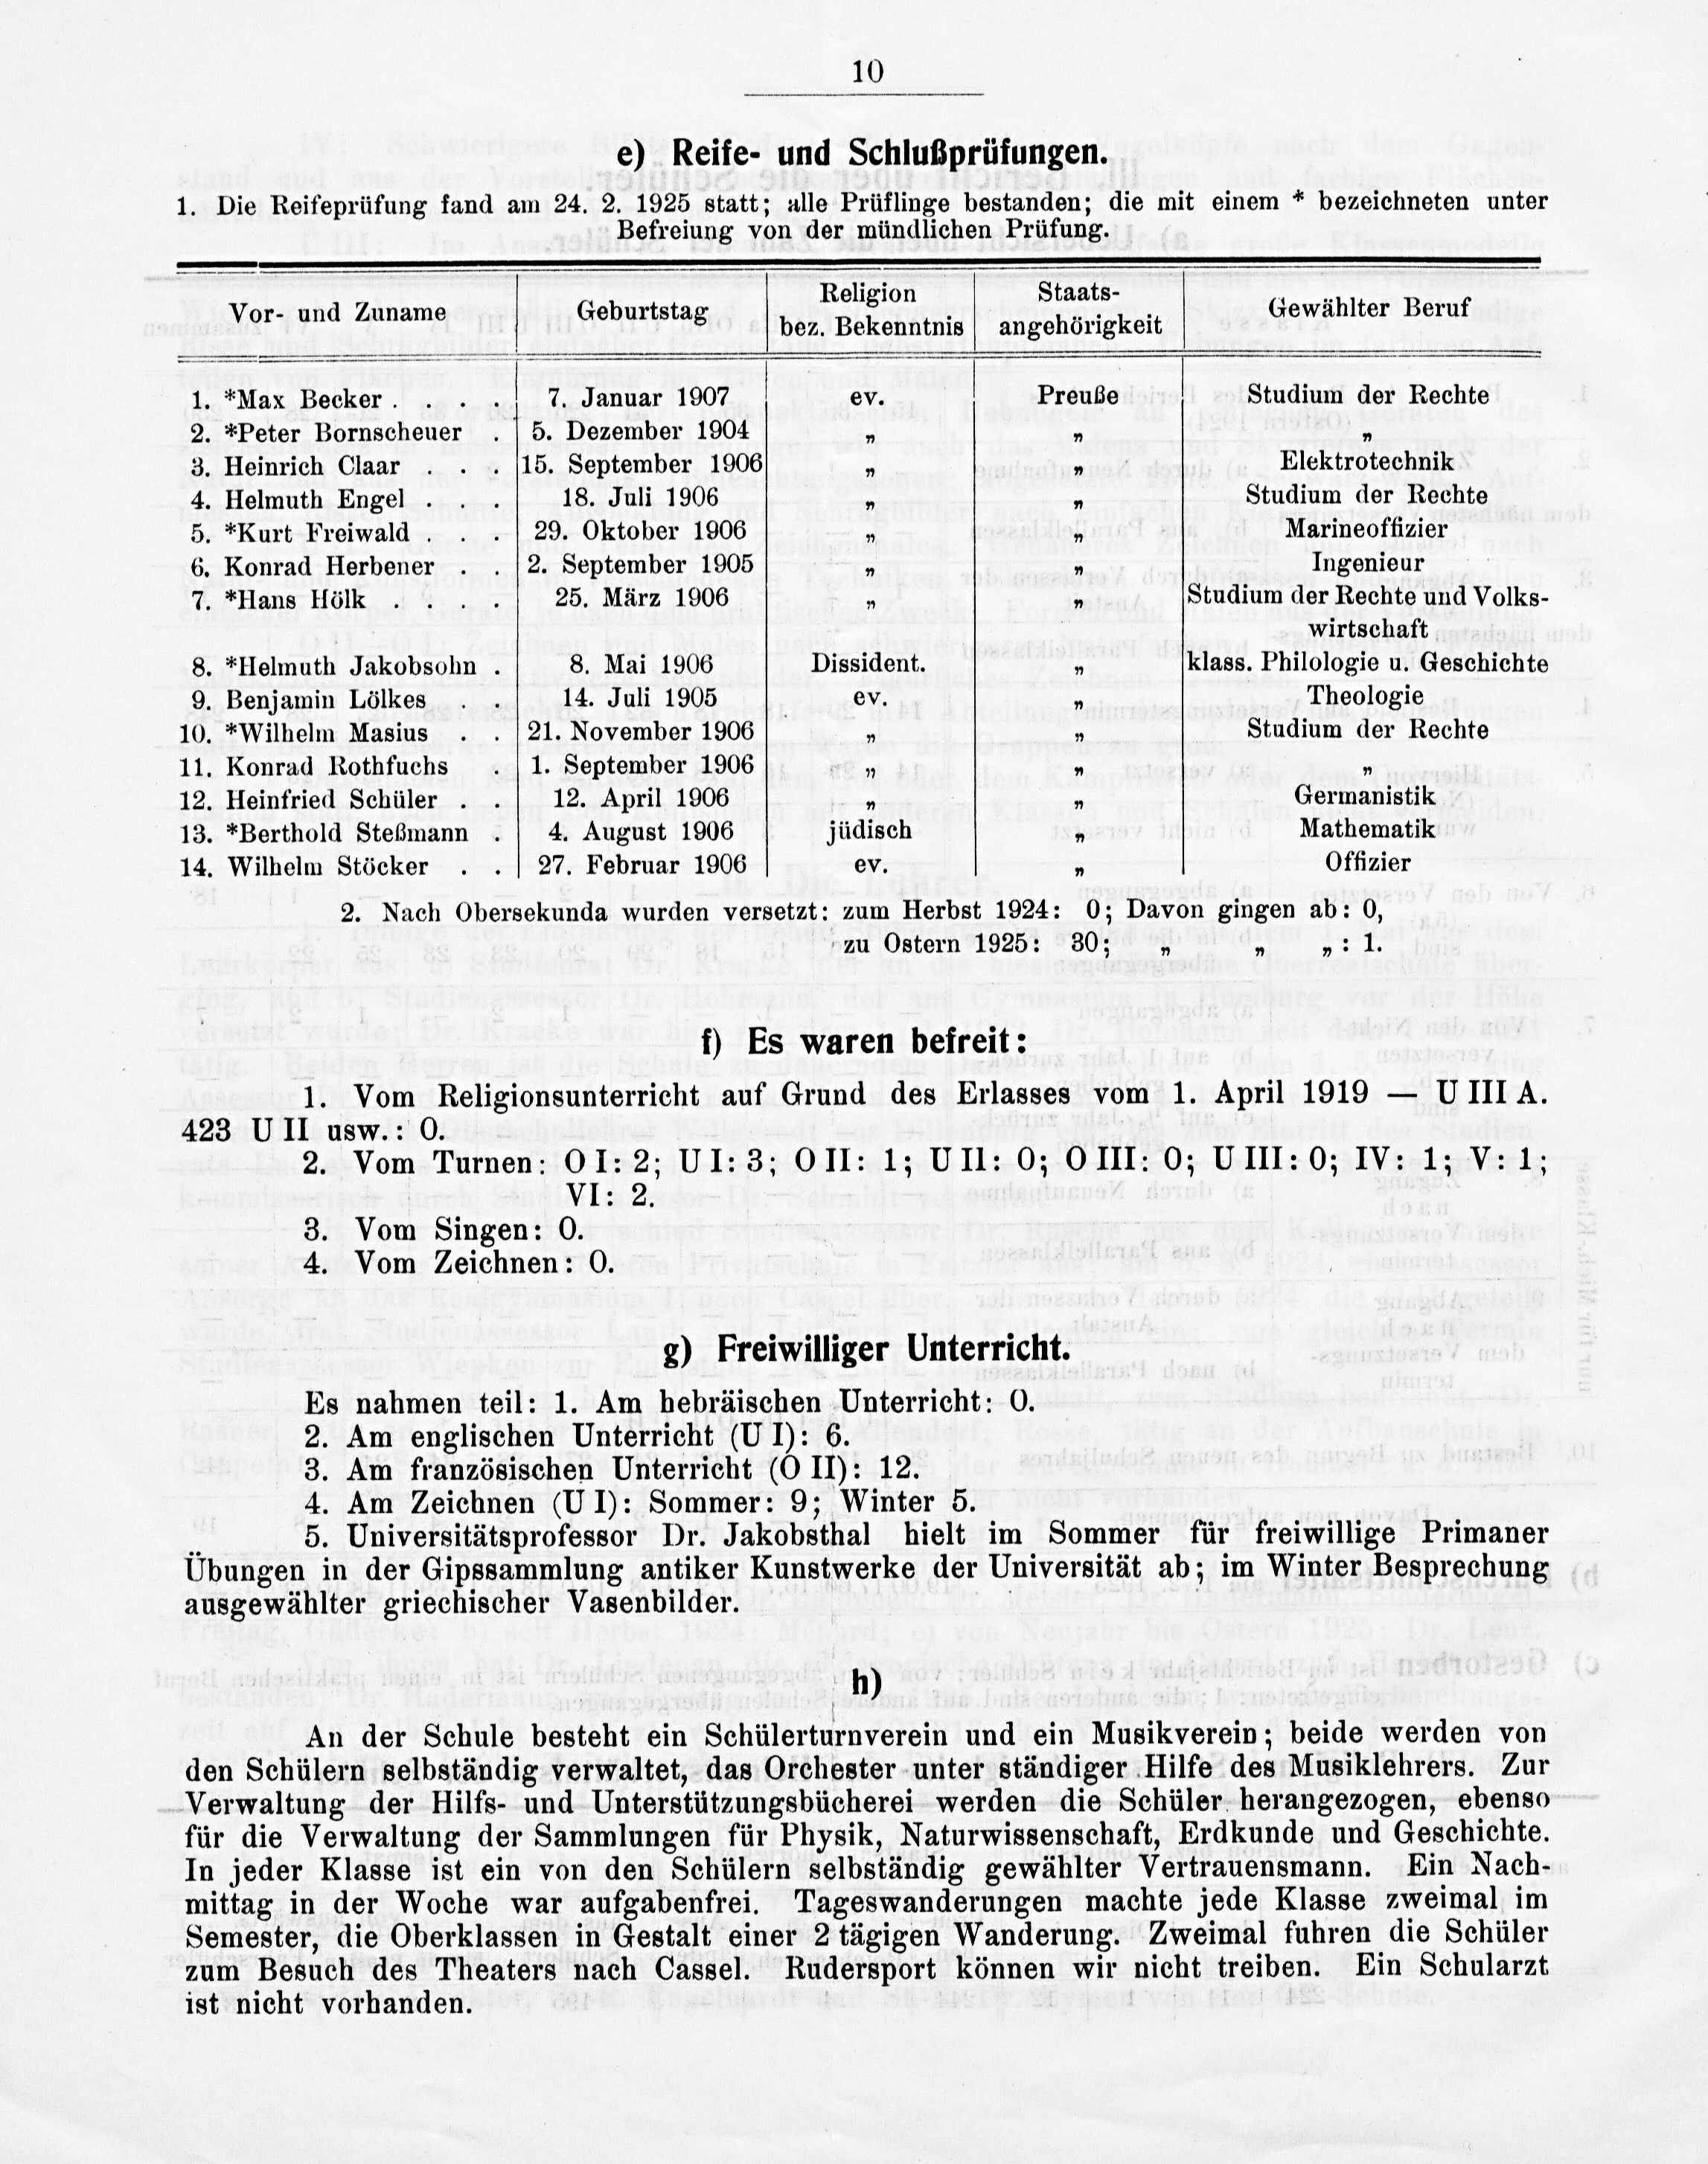 10
e) Reife- und Schlußprüfungen.
1. Die Reifeprüfung fand am 24. 2. 1925 statt; alle Prüflinge bestanden; die mit einem * bezeichneten unter
Befreiung von der mündlichen Prüfung.
Vor- und Zuname Geburtstag Religion bez. Bekenntnis Staats-angehörigkeit Gewählter Beruf
1. *Max Becker . . . . 7. Januar 1907 ev. Preuße Studium der Rechte
2. *Peter Bornscheuer . 5. Dezember 1904 „ „ „
3. Heinrich Claar . . . 15. September 1906 „ „ Elektrotechnik
4. Helmuth Engel . . . 18. Juli 1906 „ „ Studium der Rechte
5. *Kurt Freiwald . . . 29. Oktober 1906 „ „ Marineoffizier
6. Konrad Herbener . . 2. September 1905 „ „ Ingenieur
7. *Hans Hölk . . . . 25. März 1906 „ „ Studium der Rechte und Volks-
wirtschaft
8. *Helmuth Jakobsohn . 8. Mai 1906 Dissident. „ klass. Philologie u. Geschichte
9. Benjamin Lölkes . . 14. Juli 1905 ev. „ Theologie
10. *Wilhelm Masius . . 21. November 1906 „ „ Studium der Rechte
11. Konrad Rothfuchs . 1. September 1906 „ „ „
12. Heinfried Schüler . . 12. April 1906 „ „ Germanistik
13. *Berthold Steßmann . 4. August 1906 jüdisch „ Mathematik
14. Wilhelm Stöcker . . 27. Februar 1906 ev. „ Offizier
2. Nach Obersekunda wurden versetzt: zum Herbst 1924: 0; Davon gingen ab: 0,
zu Ostern 1925: 30; „ „ „: 1.
f) Es waren befreit:
1. Vom Religionsunterricht auf Grund des Erlasses vom 1. April 1919 — U III A.
423 U II usw.: 0.
2. Vom Turnen: O I: 2; U I: 3; O II: 1; U II: 0; O III: 0; U III: 0; IV: 1; V: 1;
VI: 2.
3. Vom Singen: 0.
4. Vom Zeichnen: 0.
g) Freiwilliger Unterricht.
Es nahmen teil: 1. Am hebräischen Unterricht: 0.
2. Am englischen Unterricht (U I): 6.
3. Am französischen Unterricht (O II): 12.
4. Am Zeichnen (U I): Sommer: 9; Winter 5.
5. Universitätsprofessor Dr. Jakobsthal hielt im Sommer für freiwillige Primaner
Übungen in der Gipssammlung antiker Kunstwerke der Universität ab; im Winter Besprechung
ausgewählter griechischer Vasenbilder.
h)
An der Schule besteht ein Schülerturnverein und ein Musikverein; beide werden von
den Schülern selbständig verwaltet, das Orchester unter ständiger Hilfe des Musiklehrers. Zur
Verwaltung der Hilfs- und Unterstützungsbücherei werden die Schüler herangezogen, ebenso
für die Verwaltung der Sammlungen für Physik, Naturwissenschaft, Erdkunde und Geschichte.
In jeder Klasse ist ein von den Schülern selbständig gewählter Vertrauensmann. Ein Nach-
mittag in der Woche war aufgabenfrei. Tageswanderungen machte jede Klasse zweimal im
Semester, die Oberklassen in Gestalt einer 2 tägigen Wanderung. Zweimal fuhren die Schüler
zum Besuch des Theaters nach Cassel. Rudersport können wir nicht treiben. Ein Schularzt
ist nicht vorhanden.